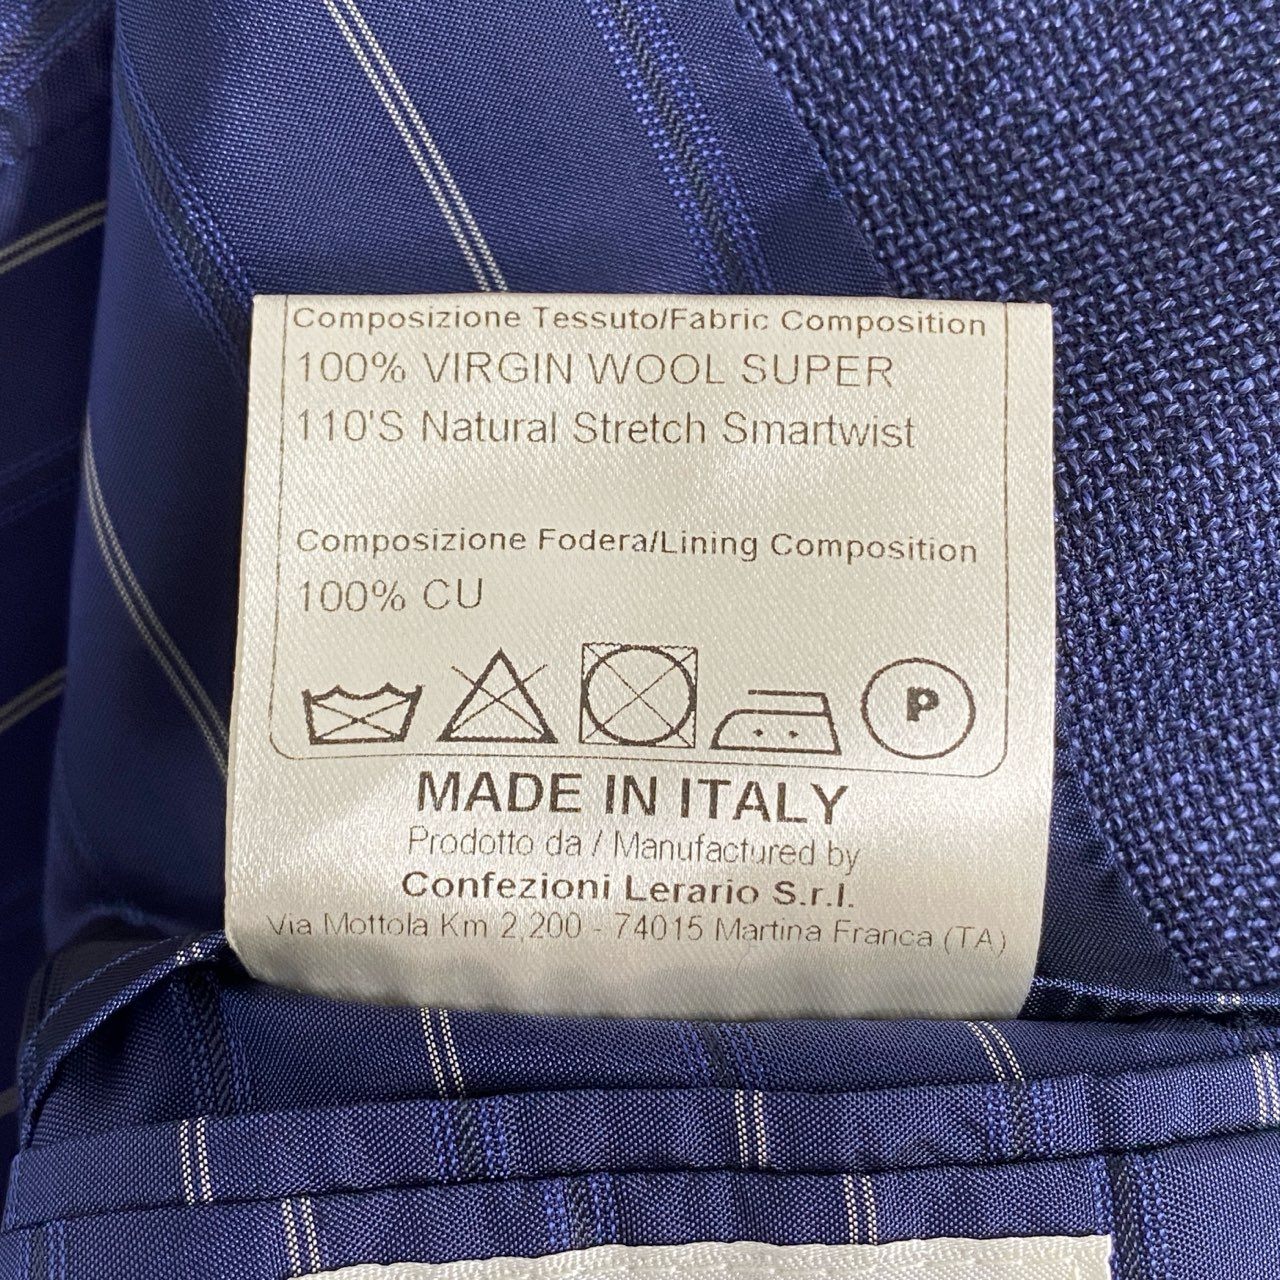 Composizione Tessuto/Fabric Composition
100% VIRGIN WOOL SUPER
110'S Natural Stretch Smartwist
Composizione Fodera/Lining Composition
100% CU
P
MADE IN ITALY
Prodotto da / Manufactured by
Confezioni Lerario S.r.l.
Via Mottola Km 2,200 - 74015 Martina Franca (TA)